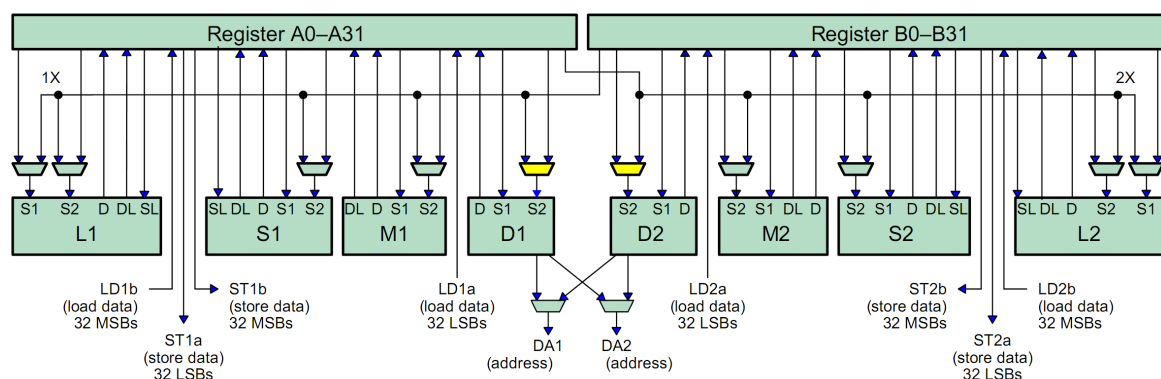 Register A0–A31 Register B0–B31
1X 2X
S1 S2 D DL SL SL DL D S1 S2 DL D S1 S2 D S1 S2 S2 S1 D S2 S1 DL D S2 S1 D DL SL SL DL D S2 S1
L1 S1 M1 D1 D2 M2 S2 L2
LD1b
(load data)
32 MSBs
ST1b
(store data)
32 MSBs
ST1a
(store data)
32 LSBs
LD1a
(load data)
32 LSBs
DA1
(address)
DA2
(address)
LD2a
(load data)
32 LSBs
ST2b
(store data)
32 MSBs
LD2b
(load data)
32 MSBs
ST2a
(store data)
32 LSBs